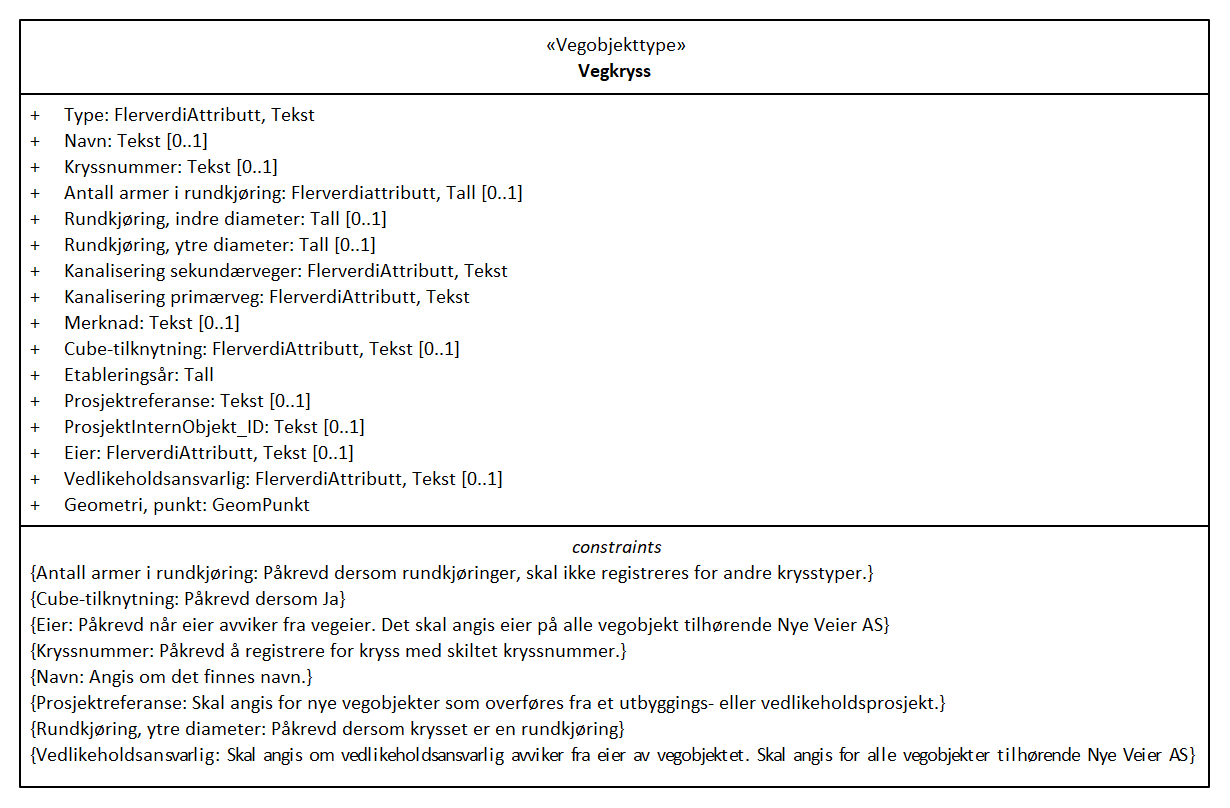 «Vegobjekttype»
Vegkryss
+ Type: FlerverdiAttributt, Tekst
+ Navn: Tekst [0..1]
+ Kryssnummer: Tekst [0..1]
+ Antall armer i rundkjøring: Flerverdiattributt, Tall [0..1]
+ Rundkjøring, indre diameter: Tall [0..1]
+ Rundkjøring, ytre diameter: Tall [0..1]
+ Kanalisering sekundærveger: FlerverdiAttributt, Tekst
+ Kanalisering primærveg: FlerverdiAttributt, Tekst
+ Merknad: Tekst [0..1]
+ Cube-tilknytning: FlerverdiAttributt, Tekst [0..1]
+ Etableringsår: Tall
+ Prosjektreferanse: Tekst [0..1]
+ ProsjektInternObjekt_ID: Tekst [0..1]
+ Eier: FlerverdiAttributt, Tekst [0..1]
+ Vedlikeholdsansvarlig: FlerverdiAttributt, Tekst [0..1]
+ Geometri, punkt: GeomPunkt
constraints
{Antall armer i rundkjøring: Påkrevd dersom rundkjøringer, skal ikke registreres for andre krysstyper.}
{Cube-tilknytning: Påkrevd dersom Ja}
{Eier: Påkrevd når eier avviker fra vegeier. Det skal angis eier på alle vegobjekt tilhørende Nye Veier AS}
{Kryssnummer: Påkrevd å registrere for kryss med skiltet kryssnummer.}
{Navn: Angis om det finnes navn.}
{Prosjektreferanse: Skal angis for nye vegobjekter som overføres fra et utbyggings- eller vedlikeholdsprosjekt.}
{Rundkjøring, ytre diameter: Påkrevd dersom krysset er en rundkjøring}
{Vedlikeholdsansvarlig: Skal angis om vedlikeholdsansvarlig avviker fra eier av vegobjektet. Skal angis for alle vegobjekter tilhørende Nye Veier AS}